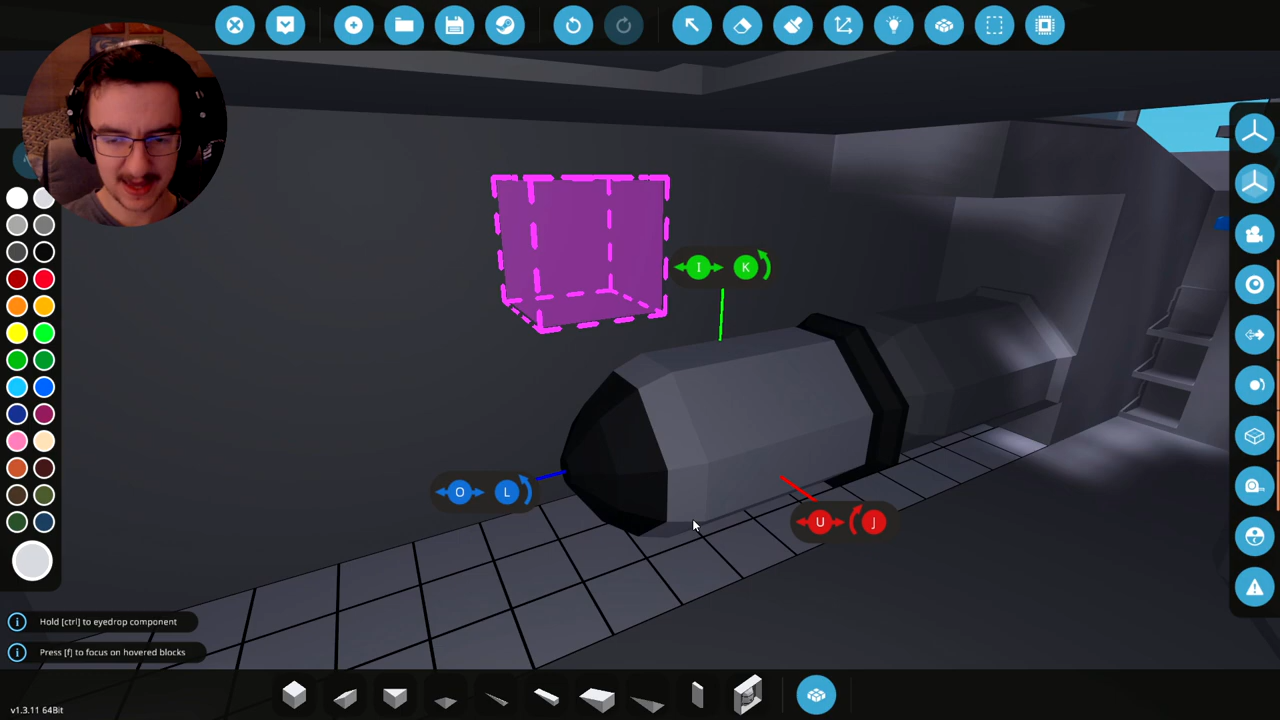 I K
O L
U J
Hold [ctrl] to eyedrop component
Press [f] to focus on hovered blocks
v1.3.11 64Bit